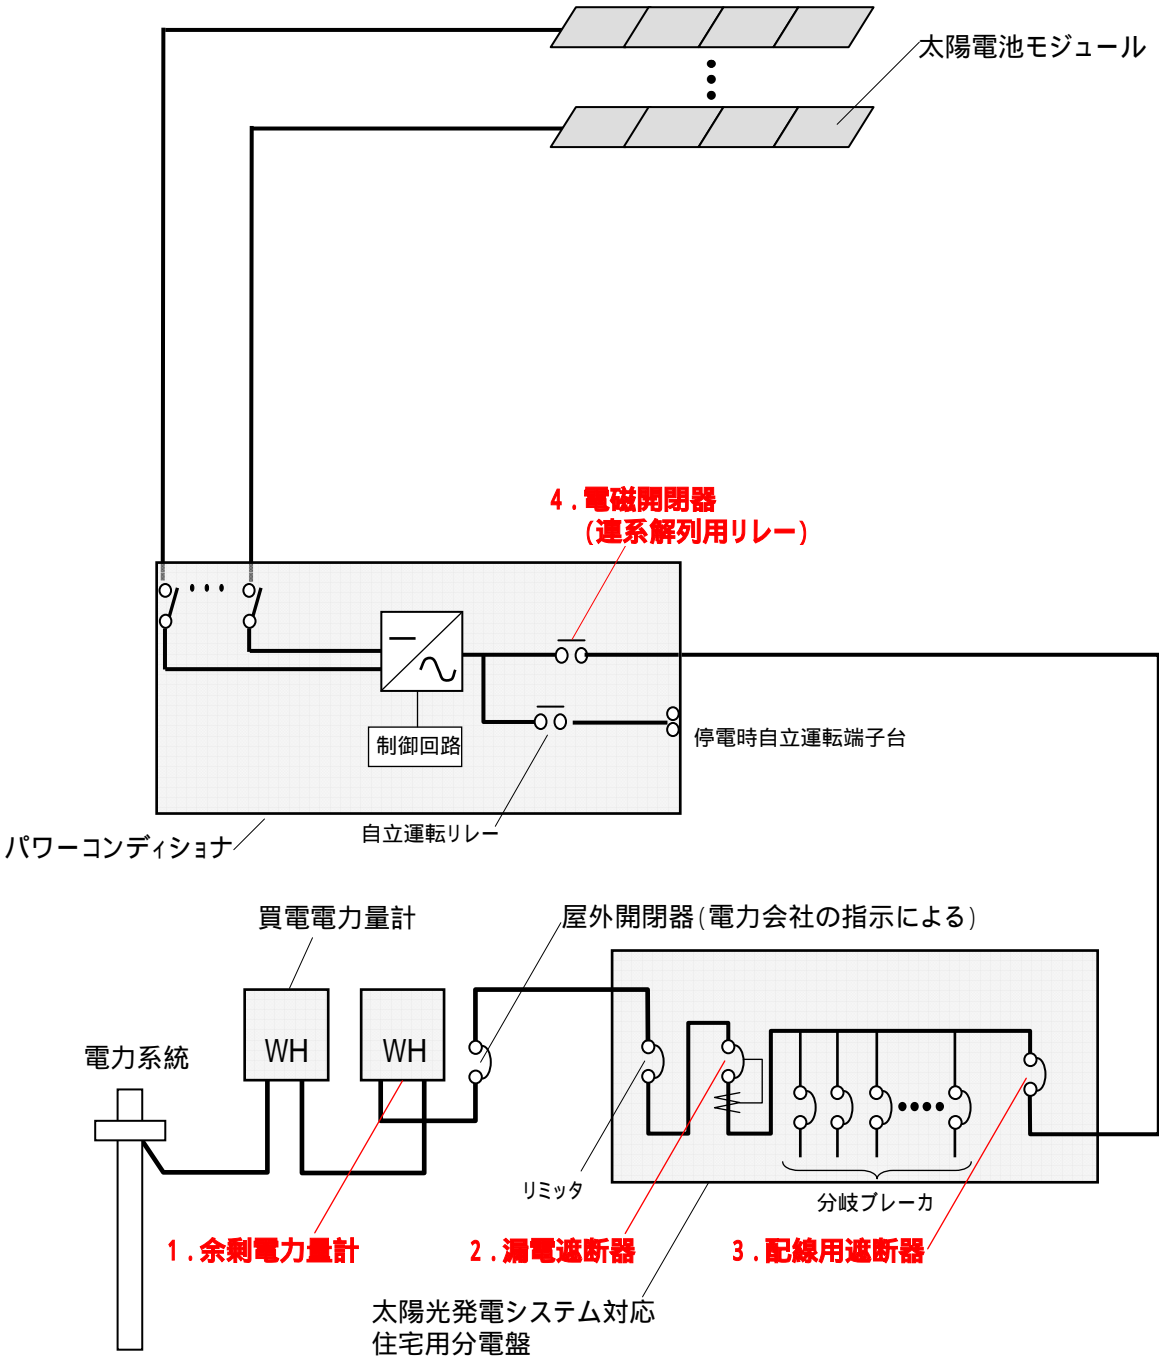 太陽電池モジュール
4．電磁開閉器
(連系解列用リレー)
制御回路
停電時自立運転端子台
自立運転リレー
パワーコンディショナ
買電電力量計
屋外開閉器(電力会社の指示による)
WH
WH
電力系統
リミッタ
分岐ブレーカ
1．余剰電力量計
2．漏電遮断器
3．配線用遮断器
太陽光発電システム対応
住宅用分電盤